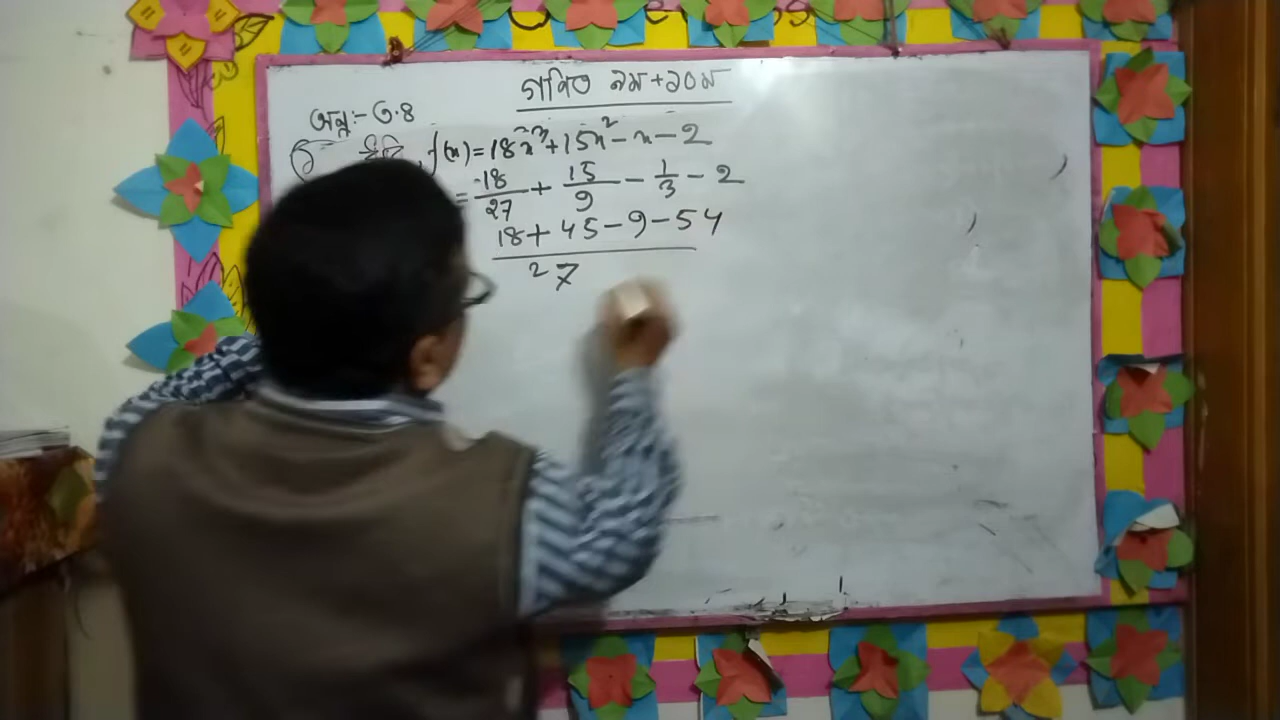 গণিত ৯ম+১০ম
অনু:- ৩.৪
f(x) = 18x³+15x²-x-2
= 18/27 + 15/9 - 1/3 - 2
18+45-9-54
27